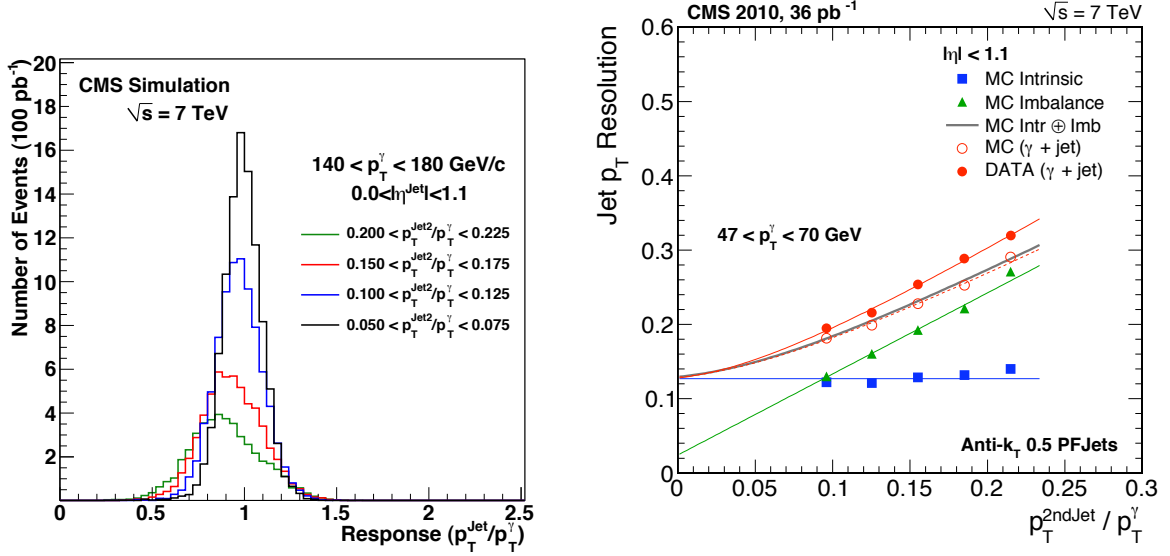 CMS Simulation
√s = 7 TeV
140 < p_T^γ < 180 GeV/c
0.0<|η^Jet|<1.1
0.200 < p_T^Jet2/p_T^γ < 0.225
0.150 < p_T^Jet2/p_T^γ < 0.175
0.100 < p_T^Jet2/p_T^γ < 0.125
0.050 < p_T^Jet2/p_T^γ < 0.075
Number of Events (100 pb⁻¹)
20
18
16
14
12
10
8
6
4
2
0 0.5 1 1.5 2 2.5
Response (p_T^Jet/p_T^γ)
CMS 2010, 36 pb⁻¹ √s = 7 TeV
|η| < 1.1
MC Intrinsic
MC Imbalance
MC Intr ⊕ Imb
MC (γ + jet)
DATA (γ + jet)
47 < p_T^γ < 70 GeV
Anti-k_T 0.5 PFJets
Jet p_T Resolution
0.6
0.5
0.4
0.3
0.2
0.1
0
0 0.05 0.1 0.15 0.2 0.25 0.3
p_T^2ndJet / p_T^γ